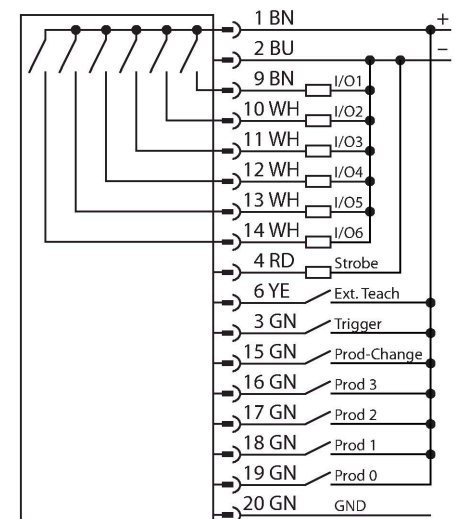 1 BN +
2 BU −
9 BN I/O1
10 WH I/O2
11 WH I/O3
12 WH I/O4
13 WH I/O5
14 WH I/O6
4 RD Strobe
6 YE Ext. Teach
3 GN Trigger
15 GN Prod-Change
16 GN Prod 3
17 GN Prod 2
18 GN Prod 1
19 GN Prod 0
20 GN GND